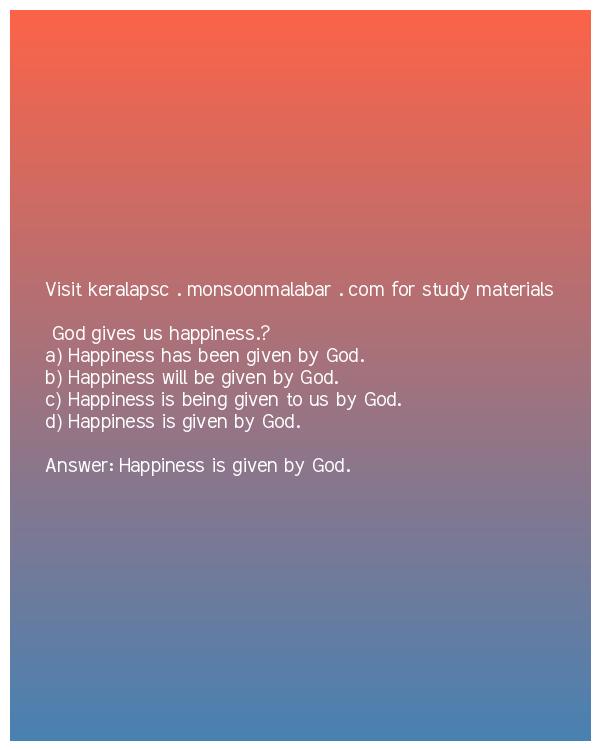 Visit keralapsc . monsoonmalabar . com for study materials
God gives us happiness.?
a) Happiness has been given by God.
b) Happiness will be given by God.
c) Happiness is being given to us by God.
d) Happiness is given by God.
Answer: Happiness is given by God.